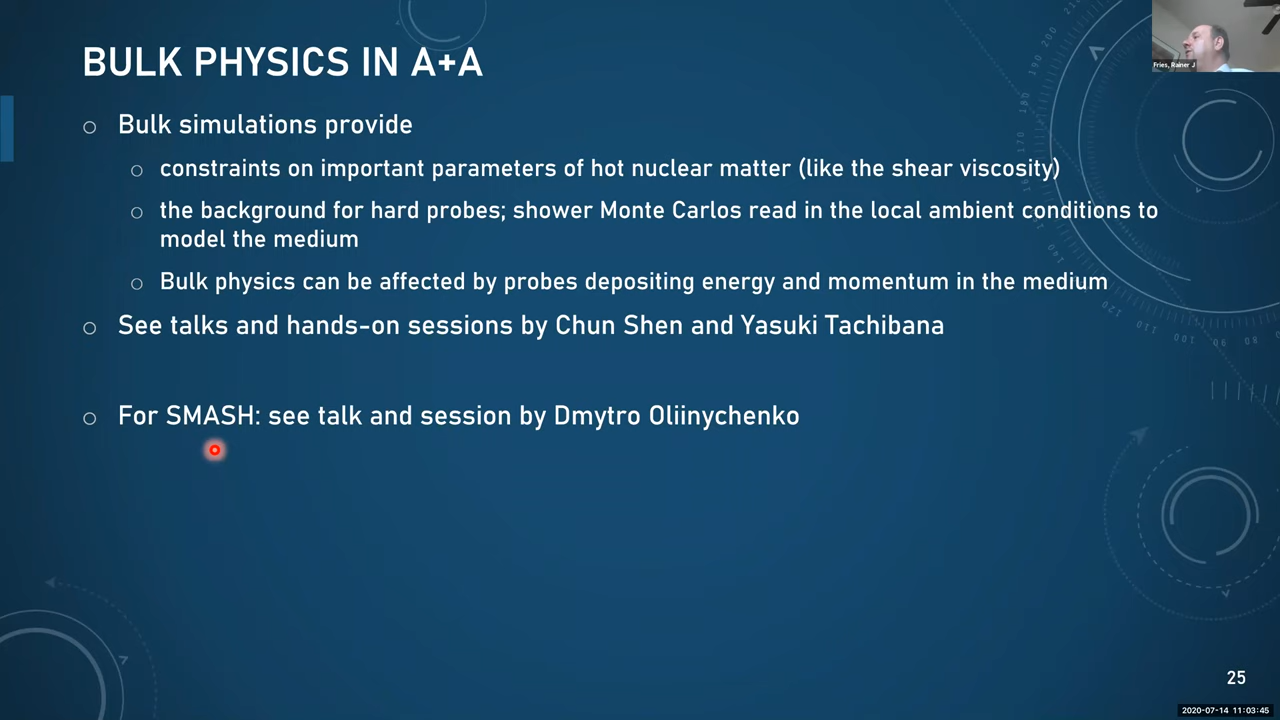 BULK PHYSICS IN A+A
Fries, Rainer J
Bulk simulations provide
constraints on important parameters of hot nuclear matter (like the shear viscosity)
the background for hard probes; shower Monte Carlos read in the local ambient conditions to
model the medium
Bulk physics can be affected by probes depositing energy and momentum in the medium
See talks and hands-on sessions by Chun Shen and Yasuki Tachibana
For SMASH: see talk and session by Dmytro Oliinychenko
25
2020-07-14 11:03:45